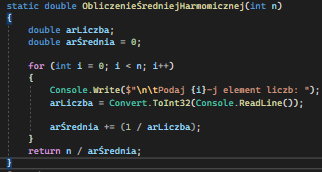 static double ObliczenieŚredniejHarmonicznej(int n)
{
double arLiczba;
double arŚrednia = 0;
for (int i = 0; i < n; i++)
{
Console.Write($"\n\tPodaj {i}-j element liczb: ");
arLiczba = Convert.ToInt32(Console.ReadLine());
arŚrednia += (1 / arLiczba);
}
return n / arŚrednia;
}